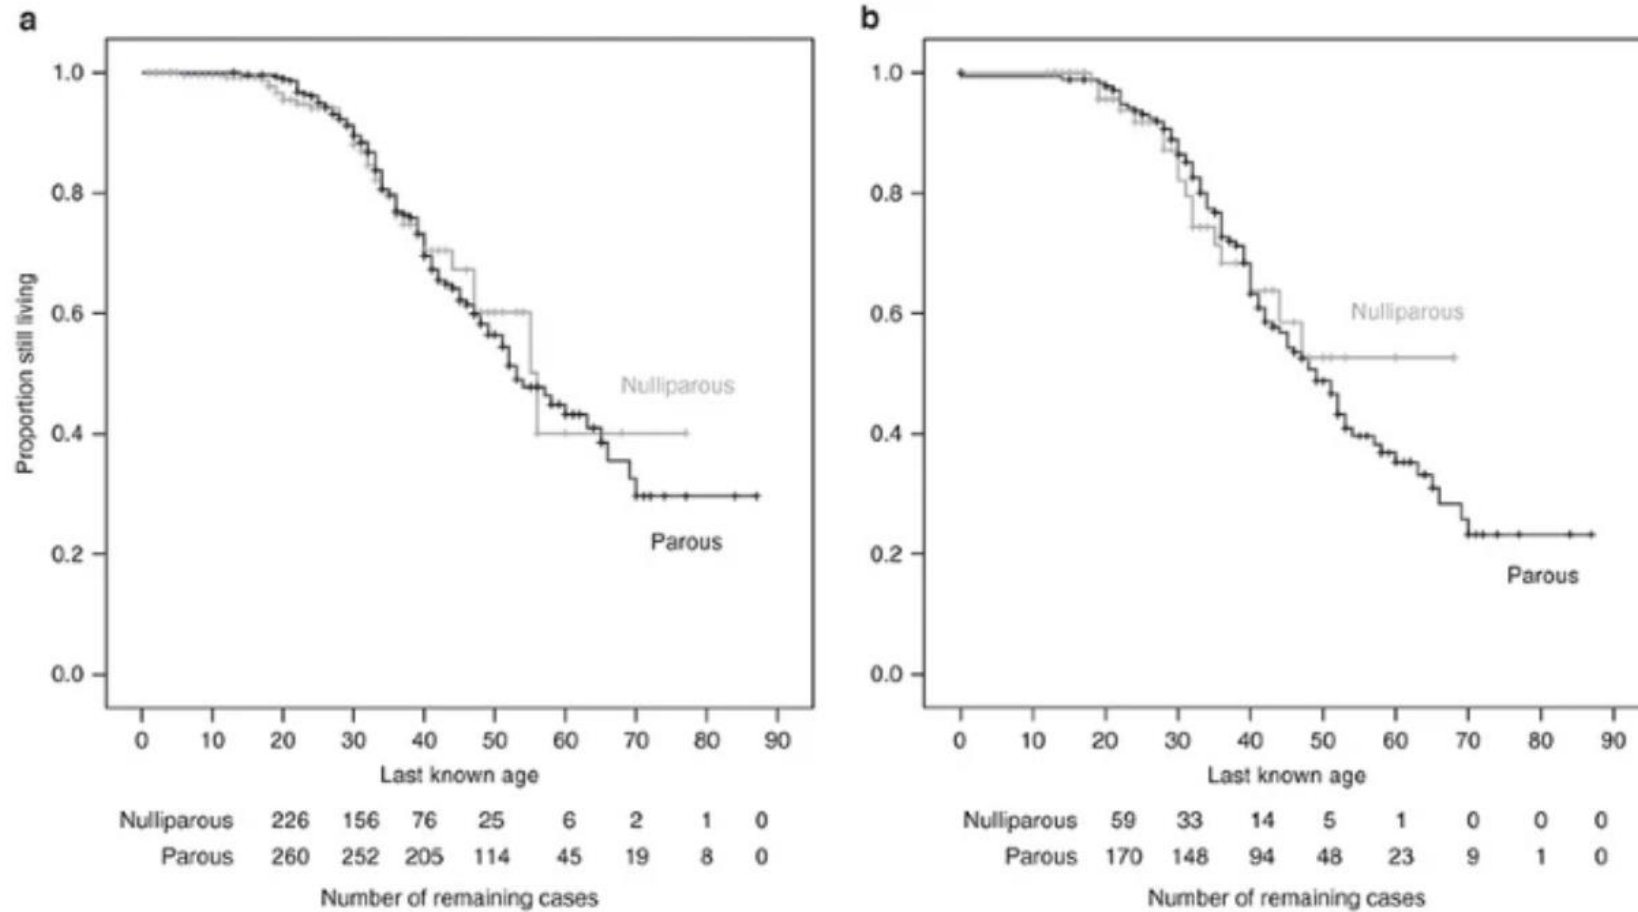 a
1.0
0.8
0.6
0.4
0.2
0.0
Proportion still living
Nulliparous
Parous
0 10 20 30 40 50 60 70 80 90
Last known age
Nulliparous 226 156 76 25 6 2 1 0
Parous 260 252 205 114 45 19 8 0
Number of remaining cases
b
1.0
0.8
0.6
0.4
0.2
0.0
Nulliparous
Parous
0 10 20 30 40 50 60 70 80 90
Last known age
Nulliparous 59 33 14 5 1 0 0 0
Parous 170 148 94 48 23 9 1 0
Number of remaining cases